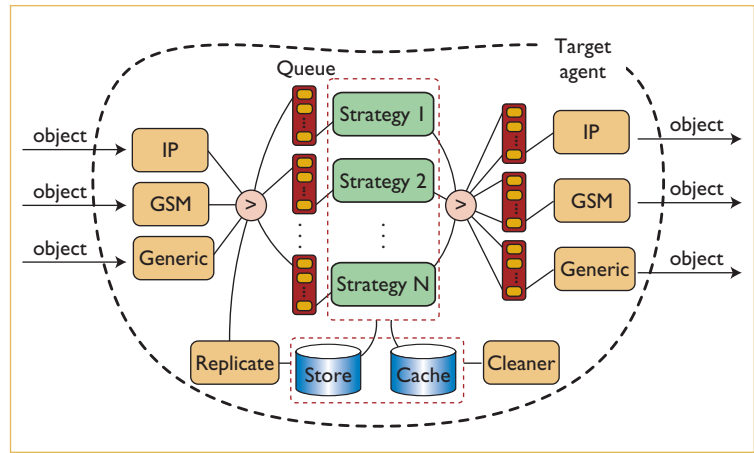 Target
agent
Queue
Strategy 1
object
IP
IP
object
Strategy 2
object
GSM
>
>
GSM
object
object
Generic
Generic
object
Strategy N
Replicate
Store
Cache
Cleaner